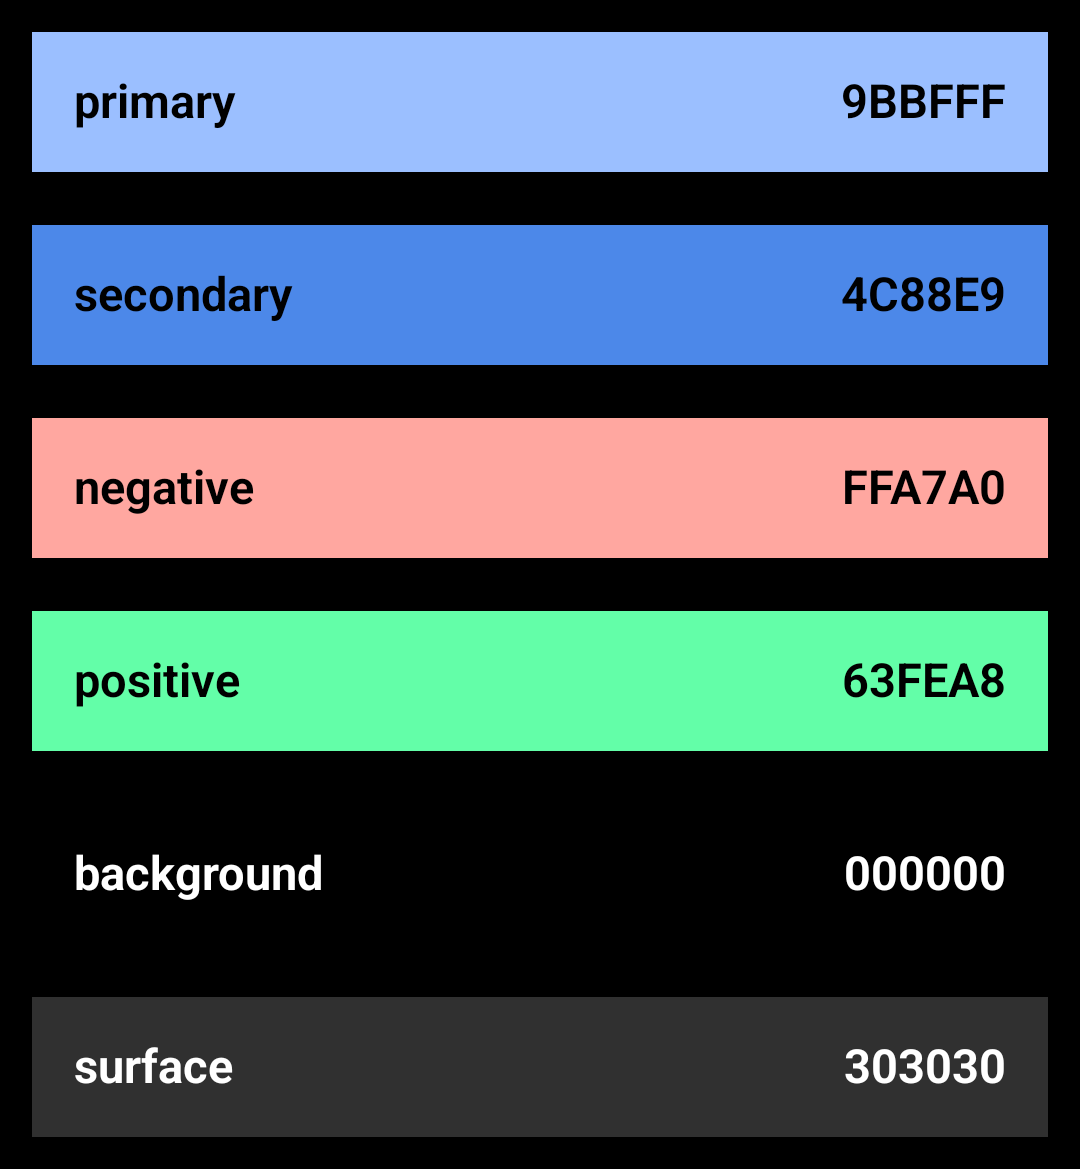 primary 9BBFFF
secondary 4C88E9
negative FFA7A0
positive 63FEA8
background 000000
surface 303030